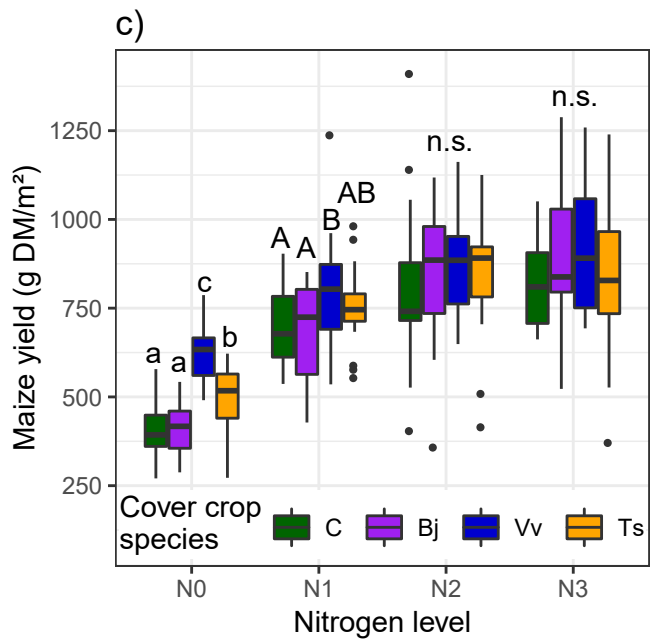 c)
Maize yield (g DM/m²)
1250
1000
750
500
250
a
a
c
b
A
A
B
AB
n.s.
n.s.
Cover crop
species
C
Bj
Vv
Ts
N0
N1
N2
N3
Nitrogen level